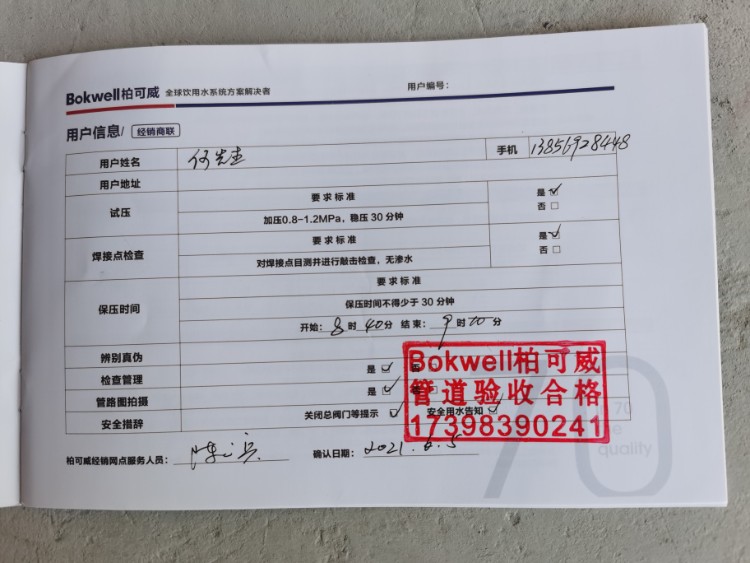 Bokwell柏可威 全球饮用水系统方案解决者 用户编号:
用户信息/ 经销商联
用户姓名 何先生 手机 13856928448
用户地址
试压 要求标准 是 否
加压0.8-1.2MPa，稳压 30 分钟
焊接点检查 要求标准 是 否
对焊接点目测并进行敲击检查，无渗水
保压时间 要求标准
保压时间不得少于 30 分钟
开始: 8 时 40 分 结束: 9 时 20 分
辨别真伪
检查管理 是
管路图拍摄 是
安全措辞 关闭总阀门等提示 安全用水告知
Bokwell柏可威
管道验收合格
17398390241
70
quality
柏可威经销网点服务人员: 确认日期: 2021.6.5